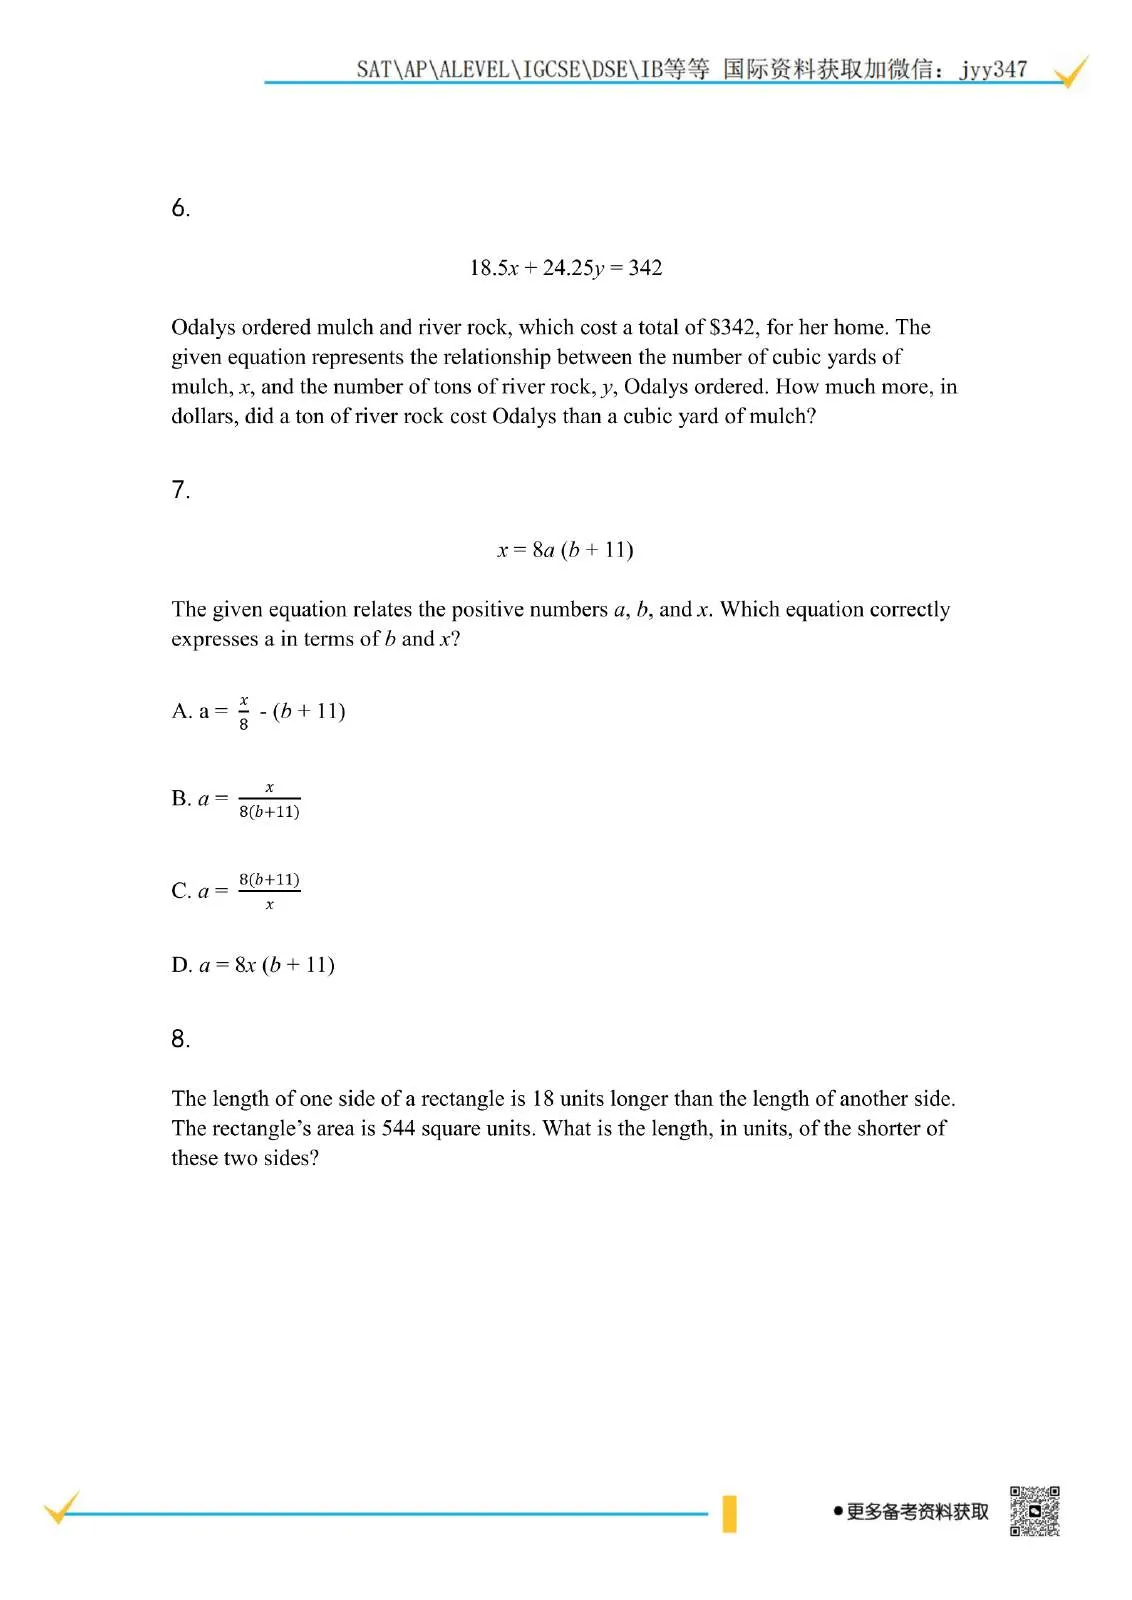 SAT\AP\ALEVEL\IGCSE\DSE\IB等等 国际资料获取加微信：jyy347
6.
18.5x + 24.25y = 342
Odalys ordered mulch and river rock, which cost a total of $342, for her home. The
given equation represents the relationship between the number of cubic yards of
mulch, x, and the number of tons of river rock, y, Odalys ordered. How much more, in
dollars, did a ton of river rock cost Odalys than a cubic yard of mulch?
7.
x = 8a (b + 11)
The given equation relates the positive numbers a, b, and x. Which equation correctly
expresses a in terms of b and x?
A. a = x/8 - (b + 11)
B. a = x/8(b+11)
C. a = 8(b+11)/x
D. a = 8x (b + 11)
8.
The length of one side of a rectangle is 18 units longer than the length of another side.
The rectangle’s area is 544 square units. What is the length, in units, of the shorter of
these two sides?
●更多备考资料获取